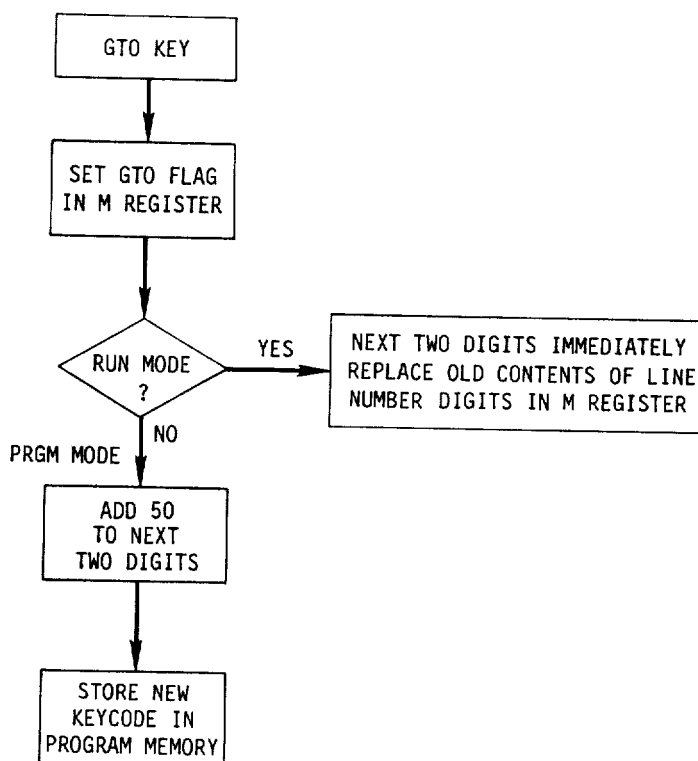 GTO KEY
SET GTO FLAG
IN M REGISTER
RUN MODE
?
YES
NEXT TWO DIGITS IMMEDIATELY
REPLACE OLD CONTENTS OF LINE
NUMBER DIGITS IN M REGISTER
NO
PRGM MODE
ADD 50
TO NEXT
TWO DIGITS
STORE NEW
KEYCODE IN
PROGRAM MEMORY